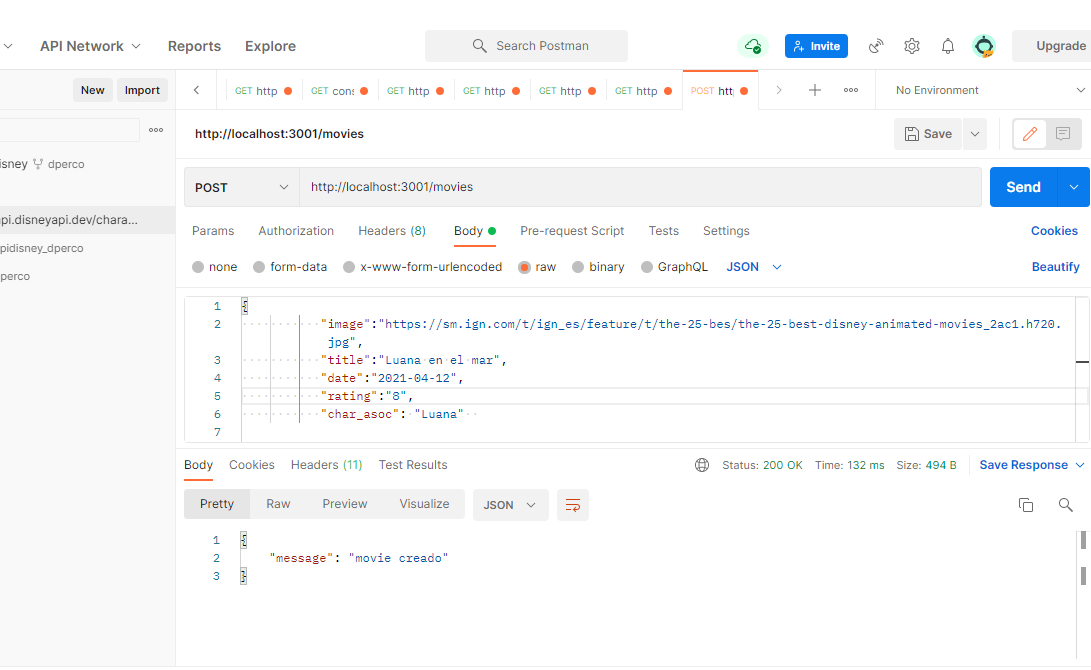 API Network Reports Explore Search Postman Invite Upgrade
New Import GET http GET cons GET http GET http GET http GET http POST http No Environment
http://localhost:3001/movies Save
isney dperco
POST http://localhost:3001/movies Send
api.disneyapi.dev/chara...
Params Authorization Headers (8) Body Pre-request Script Tests Settings Cookies
pidisney_dperco
none form-data x-www-form-urlencoded raw binary GraphQL JSON Beautify
perco
1 {
2 "image":"https://sm.ign.com/t/ign_es/feature/t/the-25-bes/the-25-best-disney-animated-movies_2ac1.h720.
jpg",
3 "title":"Luana en el mar",
4 "date":"2021-04-12",
5 "rating":"8",
6 "char_asoc": "Luana"
7
Body Cookies Headers (11) Test Results Status: 200 OK Time: 132 ms Size: 494 B Save Response
Pretty Raw Preview Visualize JSON
1 {
2 "message": "movie creado"
3 }